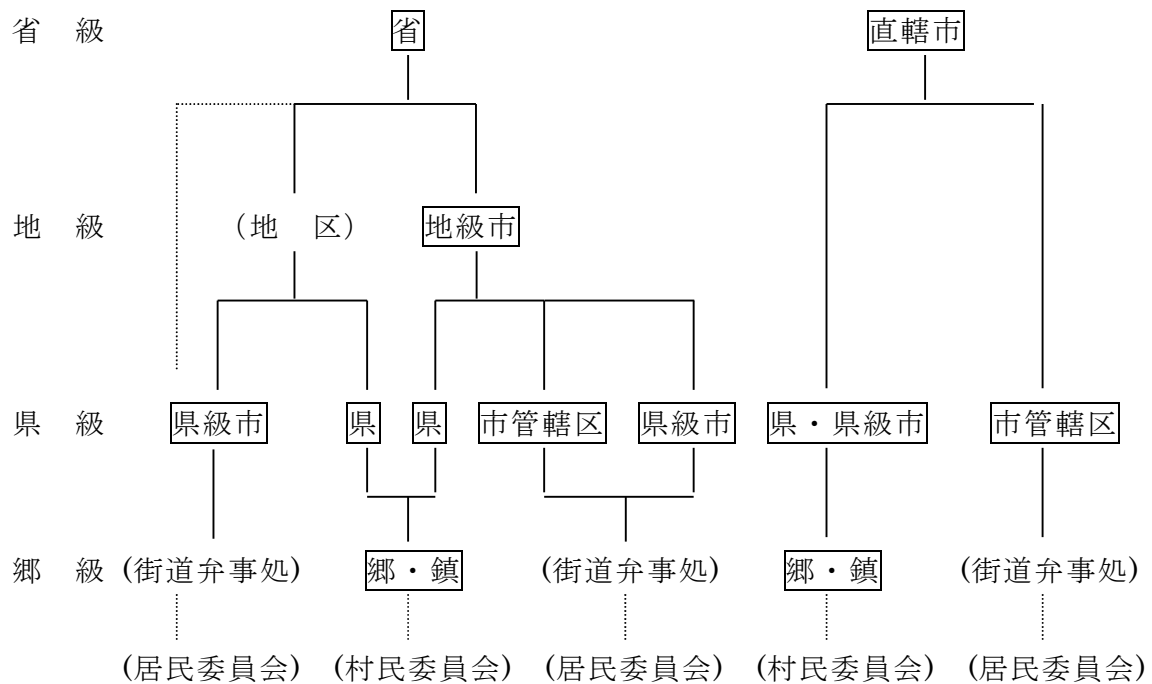 省　級　省　直轄市
地　級　（地　区）　地級市
県　級　県級市　県　県　市管轄区　県級市　県・県級市　市管轄区
郷　級　(街道弁事処)　郷・鎮　(街道弁事処)　郷・鎮　(街道弁事処)
(居民委員会)　(村民委員会)　(居民委員会)　(村民委員会)　(居民委員会)